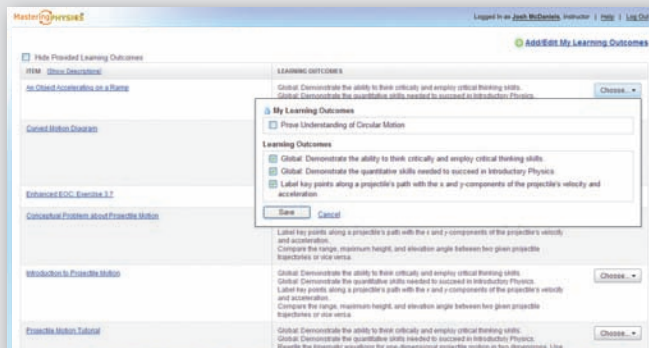 MasteringPHYSICS
Logged in as Josh McDaniels, Instructor | Help | Log Out
Add/Edit My Learning Outcomes
Hide Provided Learning Outcomes
ITEM (Show Descriptions)
LEARNING OUTCOMES
An Object Accelerating on a Ramp
Global: Demonstrate the ability to think critically and employ critical thinking skills.
Global: Demonstrate the quantitative skills needed to succeed in Introductory Physics.
Choose...
My Learning Outcomes
Prove Understanding of Circular Motion
Learning Outcomes
Global: Demonstrate the ability to think critically and employ critical thinking skills.
Global: Demonstrate the quantitative skills needed to succeed in Introductory Physics.
Label key points along a projectile's path with the x and y-components of the projectile's velocity and
acceleration.
Save Cancel
Curved Motion Diagram
Enhanced EOC: Exercise 3.7
Conceptual Problem about Projectile Motion
Label key points along a projectile's path with the x and y-components of the projectile's velocity
and acceleration.
Compare the range, maximum height, and elevation angle between two given projectile
trajectories or vice versa.
Introduction to Projectile Motion
Global: Demonstrate the ability to think critically and employ critical thinking skills.
Global: Demonstrate the quantitative skills needed to succeed in Introductory Physics.
Label key points along a projectile's path with the x and y-components of the projectile's velocity
and acceleration.
Compare the range, maximum height, and elevation angle between two given projectile
trajectories or vice versa.
Choose...
Projectile Motion Tutorial
Global: Demonstrate the ability to think critically and employ critical thinking skills.
Global: Demonstrate the quantitative skills needed to succeed in Introductory Physics.
Choose...